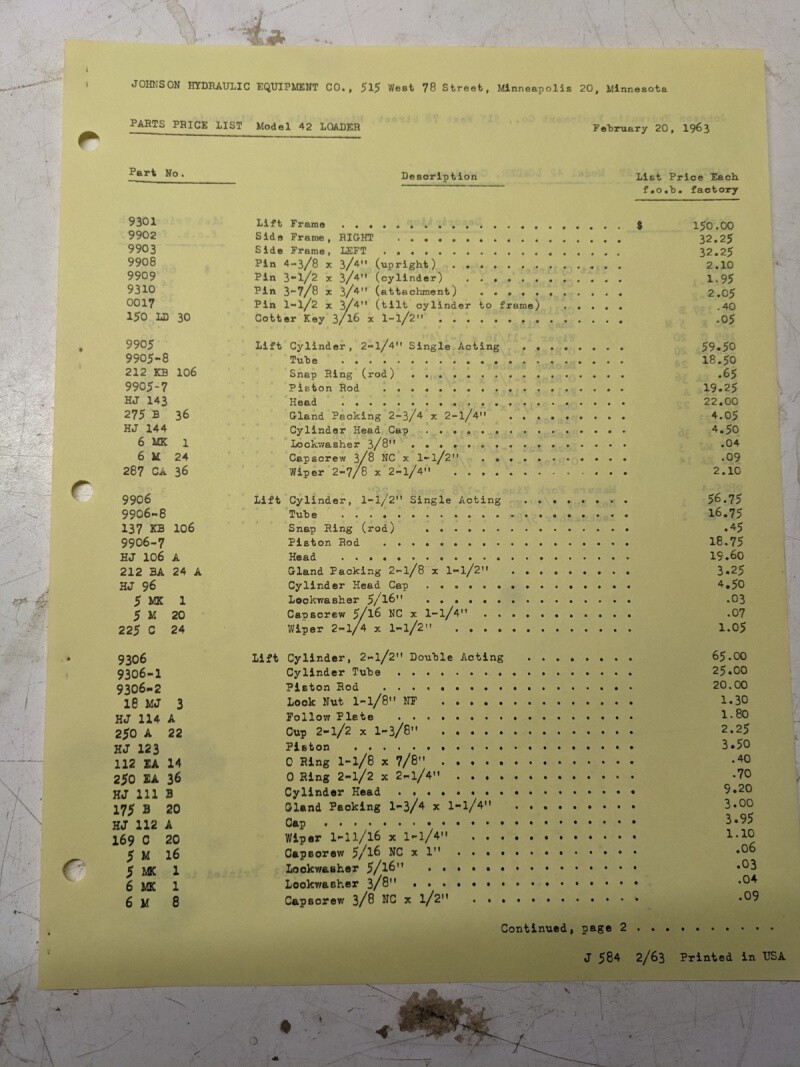 JOHNSON HYDRAULIC EQUIPMENT CO., 515 West 78 Street, Minneapolis 20, Minnesota
PARTS PRICE LIST Model 42 LOADER February 20, 1963
Part No. Description List Price Each
f.o.b. factory
9301 Lift Frame . . . . . . . . . . . . . . . . . . . . . $ 150.00
9902 Side Frame, RIGHT . . . . . . . . . . . . . . . . . 32.25
9903 Side Frame, LEFT . . . . . . . . . . . . . . . . . . 32.25
9908 Pin 4-3/8 x 3/4" (upright) . . . . . . . . . . . . . 2.10
9909 Pin 3-1/2 x 3/4" (cylinder) . . . . . . . . . . . . 1.95
9310 Pin 3-7/8 x 3/4" (attachment) . . . . . . . . . . . 2.05
0017 Pin 1-1/2 x 3/4" (tilt cylinder to frame) . . . . . .40
150 LD 30 Cotter Key 3/16 x 1-1/2" . . . . . . . . . . . . . . .05
9905 Lift Cylinder, 2-1/4" Single Acting . . . . . . . . 59.50
9905-8 Tube . . . . . . . . . . . . . . . . . . . . . 18.50
212 KB 106 Snap Ring (rod) . . . . . . . . . . . . . . . . .65
9905-7 Piston Rod . . . . . . . . . . . . . . . . . . 19.25
HJ 143 Head . . . . . . . . . . . . . . . . . . . . . 22.00
275 B 36 Gland Packing 2-3/4 x 2-1/4" . . . . . . . . . 4.05
HJ 144 Cylinder Head Cap . . . . . . . . . . . . . . . 4.50
6 MK 1 Lockwasher 3/8" . . . . . . . . . . . . . . . . .04
6 M 24 Capscrew 3/8 NC x 1-1/2" . . . . . . . . . . . .09
287 CA 36 Wiper 2-7/8 x 2-1/4" . . . . . . . . . . . . . 2.10
9906 Lift Cylinder, 1-1/2" Single Acting . . . . . . . . 56.75
9906-8 Tube . . . . . . . . . . . . . . . . . . . . . 16.75
137 KB 106 Snap Ring (rod) . . . . . . . . . . . . . . . .45
9906-7 Piston Rod . . . . . . . . . . . . . . . . . . 18.75
HJ 106 A Head . . . . . . . . . . . . . . . . . . . . . 19.60
212 BA 24 A Gland Packing 2-1/8 x 1-1/2" . . . . . . . . . 3.25
HJ 96 Cylinder Head Cap . . . . . . . . . . . . . . . 4.50
5 MK 1 Lockwasher 5/16" . . . . . . . . . . . . . . . .03
5 M 20 Capscrew 5/16 NC x 1-1/4" . . . . . . . . . . . .07
225 C 24 Wiper 2-1/4 x 1-1/2" . . . . . . . . . . . . . 1.05
9306 Lift Cylinder, 2-1/2" Double Acting . . . . . . . . 65.00
9306-1 Cylinder Tube . . . . . . . . . . . . . . . . . 25.00
9306-2 Piston Rod . . . . . . . . . . . . . . . . . . 20.00
18 MJ 3 Lock Nut 1-1/8" NF . . . . . . . . . . . . . . 1.30
HJ 114 A Follow Plate . . . . . . . . . . . . . . . . . 1.80
250 A 22 Cup 2-1/2 x 1-3/8" . . . . . . . . . . . . . . 2.25
HJ 123 Piston . . . . . . . . . . . . . . . . . . . . 3.50
112 EA 14 O Ring 1-1/8 x 7/8" . . . . . . . . . . . . . . .40
250 EA 36 O Ring 2-1/2 x 2-1/4" . . . . . . . . . . . . . .70
HJ 111 B Cylinder Head . . . . . . . . . . . . . . . . . 9.20
175 B 20 Gland Packing 1-3/4 x 1-1/4" . . . . . . . . . 3.00
HJ 112 A Cap . . . . . . . . . . . . . . . . . . . . . . 3.95
169 C 20 Wiper 1-11/16 x 1-1/4" . . . . . . . . . . . . 1.10
5 M 16 Capscrew 5/16 NC x 1" . . . . . . . . . . . . . .06
5 MK 1 Lockwasher 5/16" . . . . . . . . . . . . . . . .03
6 MK 1 Lockwasher 3/8" . . . . . . . . . . . . . . . . .04
6 M 8 Capscrew 3/8 NC x 1/2" . . . . . . . . . . . . .09
Continued, page 2 . . . . . . . . . .
J 584 2/63 Printed in USA